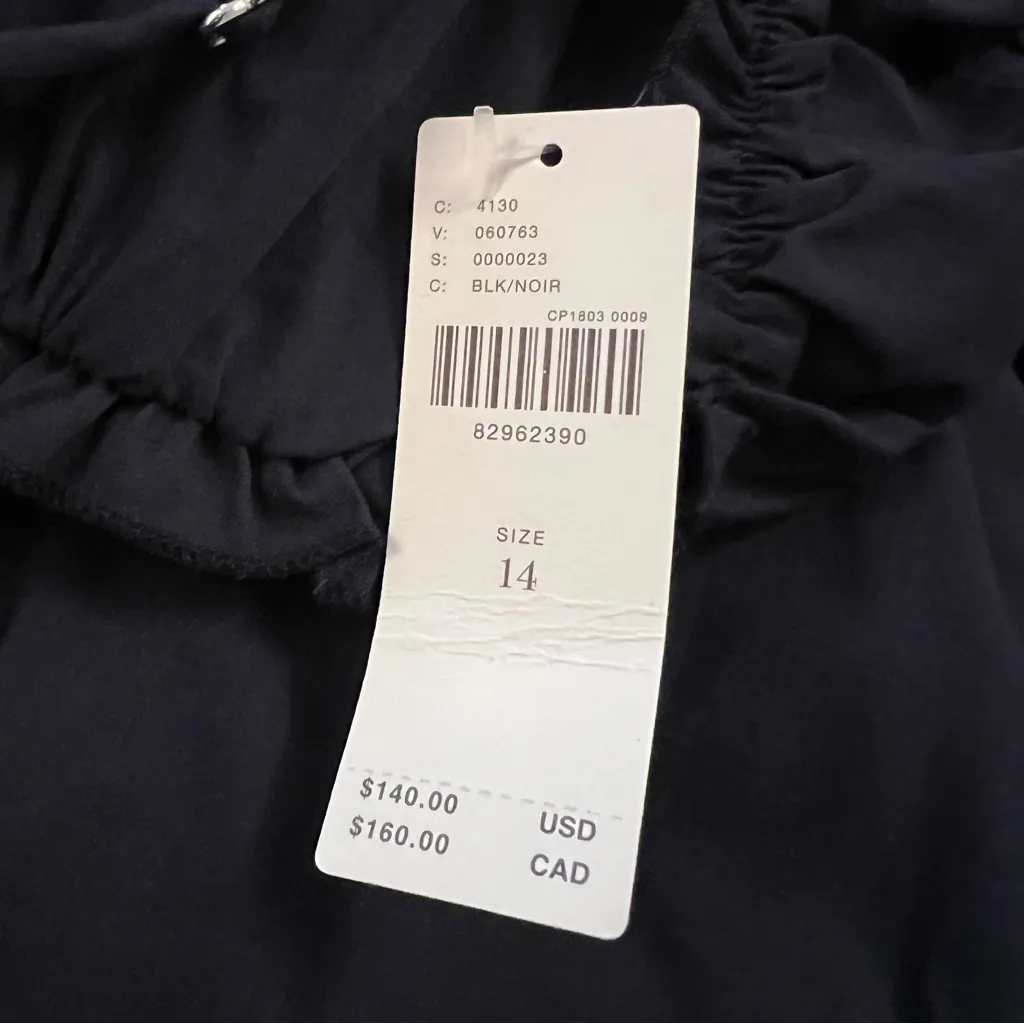 C: 4130
V: 060763
S: 0000023
C: BLK/NOIR
CP1803 0009
82962390
SIZE
14
$140.00 USD
$160.00 CAD